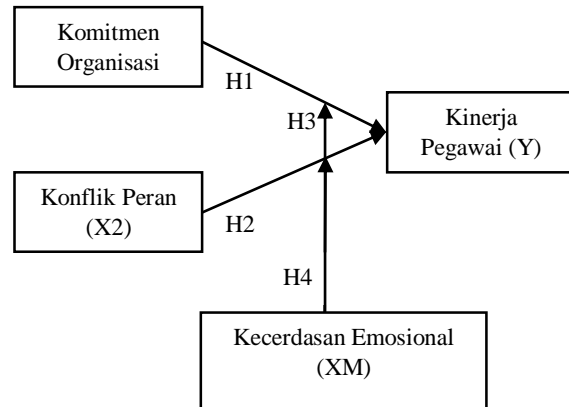 Komitmen
Organisasi
H1
H3
Kinerja
Pegawai (Y)
Konflik Peran
(X2)
H2
H4
Kecerdasan Emosional
(XM)